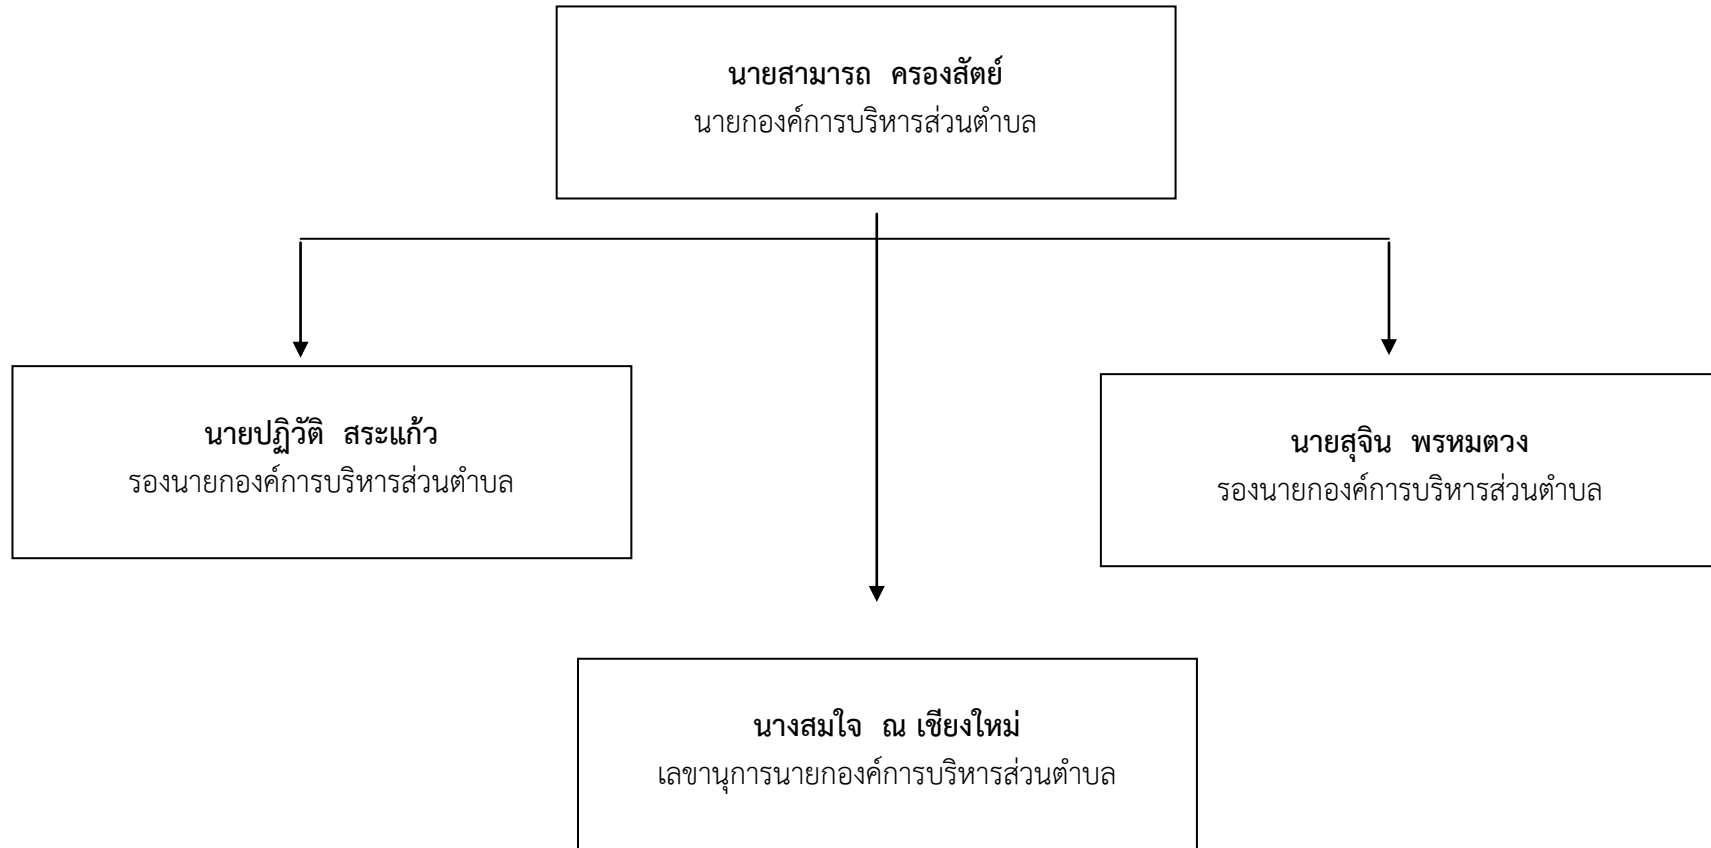 นายสามารถ ครองสัตย์
นายกองค์การบริหารส่วนตำบล
นายปฏิวัติ สระแก้ว
รองนายกองค์การบริหารส่วนตำบล
นายสุจิน พรหมตวง
รองนายกองค์การบริหารส่วนตำบล
นางสมใจ ณ เชียงใหม่
เลขานุการนายกองค์การบริหารส่วนตำบล